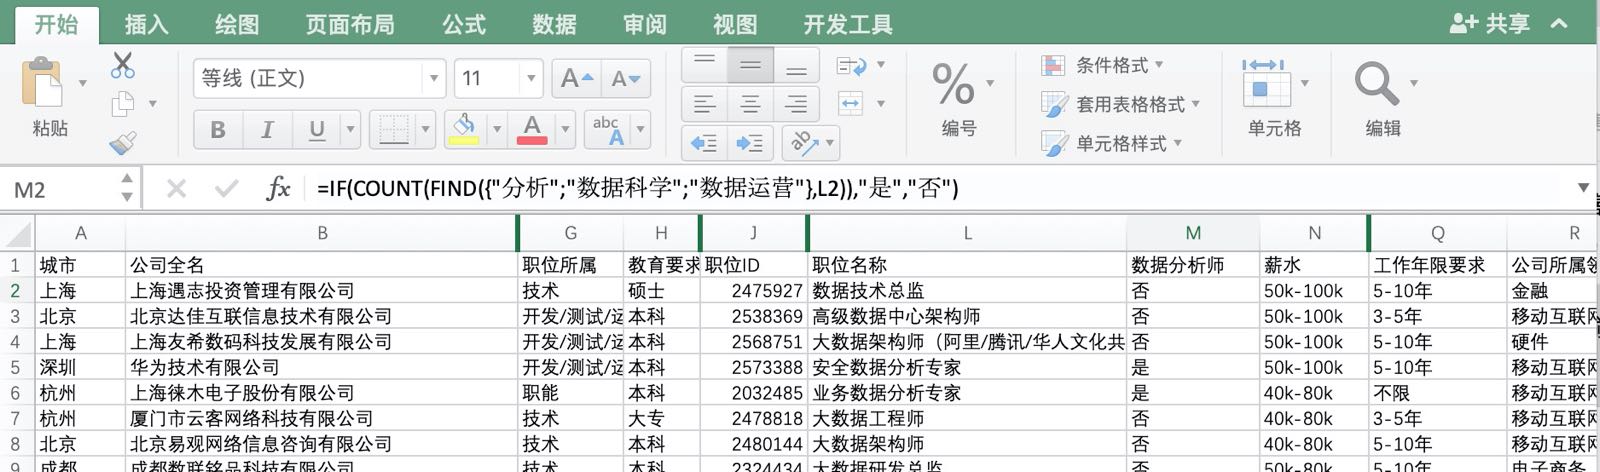 开始 插入 绘图 页面布局 公式 数据 审阅 视图 开发工具 共享
等线 (正文) 11 A A 条件格式
% 套用表格格式
粘贴 B I U A abc A 编号 单元格样式 单元格 编辑
M2 fx =IF(COUNT(FIND({"分析";"数据科学";"数据运营"},L2)),"是","否")
A B G H J L M N Q R
1 城市 公司全名 职位所属 教育要求 职位ID 职位名称 数据分析师 薪水 工作年限要求 公司所属领
2 上海 上海遇志投资管理有限公司 技术 硕士 2475927 数据技术总监 否 50k-100k 5-10年 金融
3 北京 北京达佳互联信息技术有限公司 开发/测试/运 本科 2538369 高级数据中心架构师 否 50k-100k 3-5年 移动互联网
4 上海 上海友希数码科技发展有限公司 开发/测试/运 本科 2568751 大数据架构师（阿里/腾讯/华人文化共 否 50k-100k 5-10年 硬件
5 深圳 华为技术有限公司 开发/测试/运 本科 2573388 安全数据分析专家 是 50k-100k 5-10年 移动互联网
6 杭州 上海徕木电子股份有限公司 职能 本科 2032485 业务数据分析专家 是 40k-80k 不限 移动互联网
7 杭州 厦门市云客网络科技有限公司 技术 大专 2478818 大数据工程师 否 40k-80k 3-5年 移动互联网
8 北京 北京易观网络信息咨询有限公司 技术 本科 2480144 大数据架构师 否 40k-80k 5-10年 移动互联网
9 成都 成都数联铭品科技有限公司 技术 本科 2324434 大数据研发总监 否 50k-80k 5-10年 电子商务